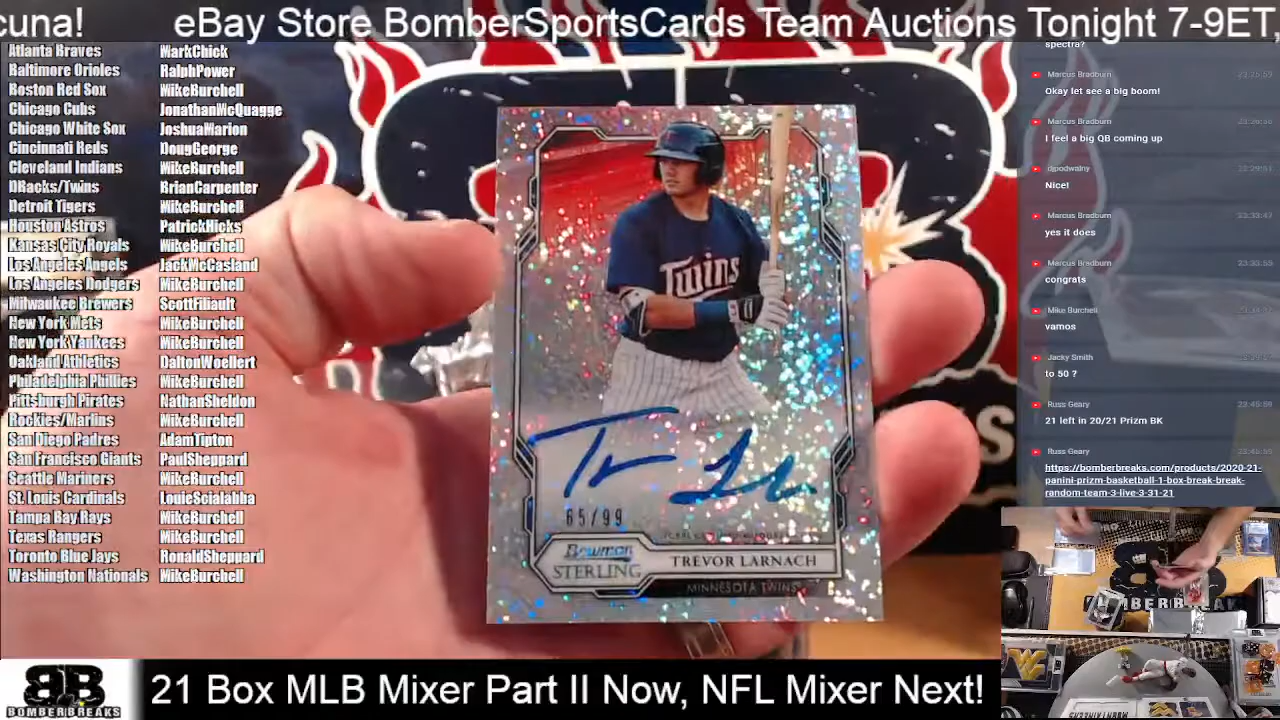 cuna! eBay Store BomberSportsCards Team Auctions Tonight 7-9ET,
Atlanta Braves WarkChick
Baltimore Orioles RalphPower
Boston Red Sox MikeBurchell
Chicago Cubs JonathanMcQuagge
Chicago White Sox JoshuaMarion
Cincinnati Reds DougGeorge
Cleveland Indians MikeBurchell
DBacks/Twins BrianCarpenter
Detroit Tigers MikeBurchell
Houston Astros PatrickHicks
Kansas City Royals MikeBurchell
Los Angeles Angels JackMcCasland
Los Angeles Dodgers MikeBurchell
Milwaukee Brewers ScottFiliault
New York Mets MikeBurchell
New York Yankees MikeBurchell
Oakland Athletics DaltonWoellert
Philadelphia Phillies MikeBurchell
Pittsburgh Pirates NathanSheldon
Rockies/Marlins MikeBurchell
San Diego Padres AdamTipton
San Francisco Giants PaulSheppard
Seattle Mariners MikeBurchell
St. Louis Cardinals LouieScialabba
Tampa Bay Rays MikeBurchell
Texas Rangers MikeBurchell
Toronto Blue Jays RonaldSheppard
Washington Nationals MikeBurchell
Twins
65/99
Bowman
STERLING
TREVOR LARNACH
MINNESOTA TWINS
S
spectra?
Marcus Bradburn
Okay let see a big boom!
Marcus Bradburn
I feel a big QB coming up
djpodwalny
Nice!
Marcus Bradburn
yes it does
Marcus Bradburn
congrats
Mike Burchell
vamos
Jacky Smith
to 50 ?
Russ Geary
21 left in 20/21 Prizm BK
Russ Geary
https://bomberbreaks.com/products/2020-21-
panini-prizm-basketball-1-box-break-break-
random-team-3-live-3-31-21
BOMBERBREAKS
BB
BOMBERBREAKS
21 Box MLB Mixer Part II Now, NFL Mixer Next!